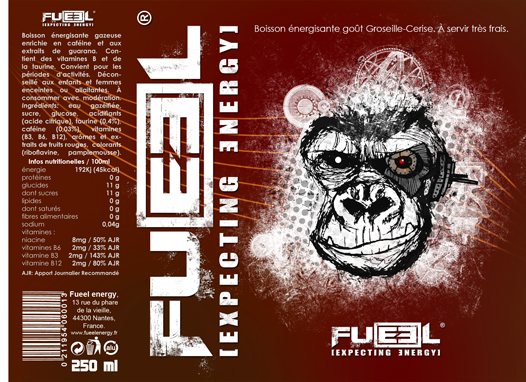 FUEEL
[EXPECTING ENERGY]
Boisson énergisante gazeuse
enrichie en caféine et aux
extraits de guarana. Con-
tient des vitamines B et de
la taurine. Convient pour les
périodes d'activités. Décon-
seillé aux enfants et femmes
enceintes ou allaitantes. À
consommer avec modération.
Ingrédients: eau gazéifiée,
sucre, glucose, acidifiants
(acide citrique), taurine (0,4%),
caféine (0,03%), vitamines
(B3, B6, B12), arômes et ex-
traits de fruits rouges, colorants
(riboflavine, pamplemousse).
Infos nutritionelles / 100ml
énergie 192Kj (45kcal)
protéines 0 g
glucides 11 g
dont sucres 11 g
lipides 0 g
dont saturés 0 g
fibres alimentaires 0 g
sodium 0,04g
vitamines :
niacine 8mg / 50% AJR
vitamines B6 2mg / 33% AJR
vitamine B3 2mg / 143% AJR
vitamine B12 2mg / 80% AJR
AJR: Apport Journalier Recommandé
0 211954 060013
Fueel energy,
13 rue du phare
de la vieille,
44300 Nantes,
France.
www.fueelenergy.fr
alu
250 ml
FUEEL®
[EXPECTING ENERGY]
Boisson énergisante goût Groseille-Cerise. À servir très frais.
FUEEL®
[EXPECTING ENERGY]